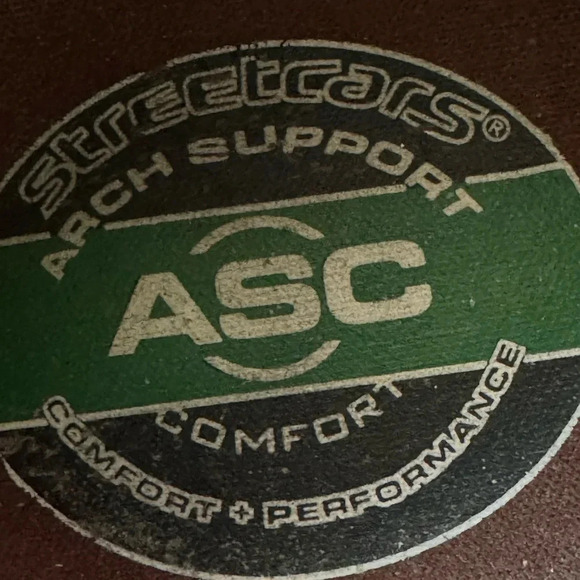 streetcars®
ARCH SUPPORT
ASC
COMFORT
COMFORT + PERFORMANCE